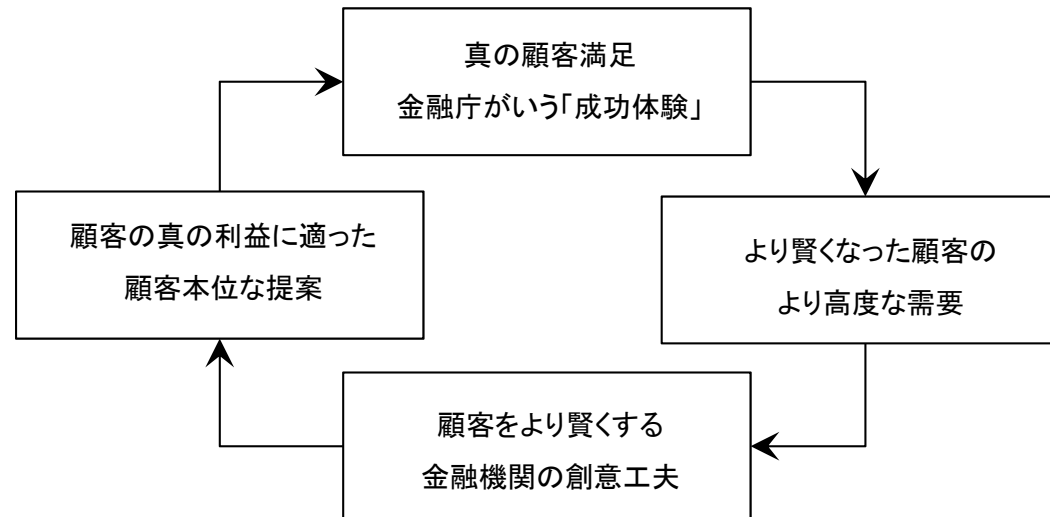 真の顧客満足
金融庁がいう「成功体験」
顧客の真の利益に適った
顧客本位な提案
より賢くなった顧客の
より高度な需要
顧客をより賢くする
金融機関の創意工夫